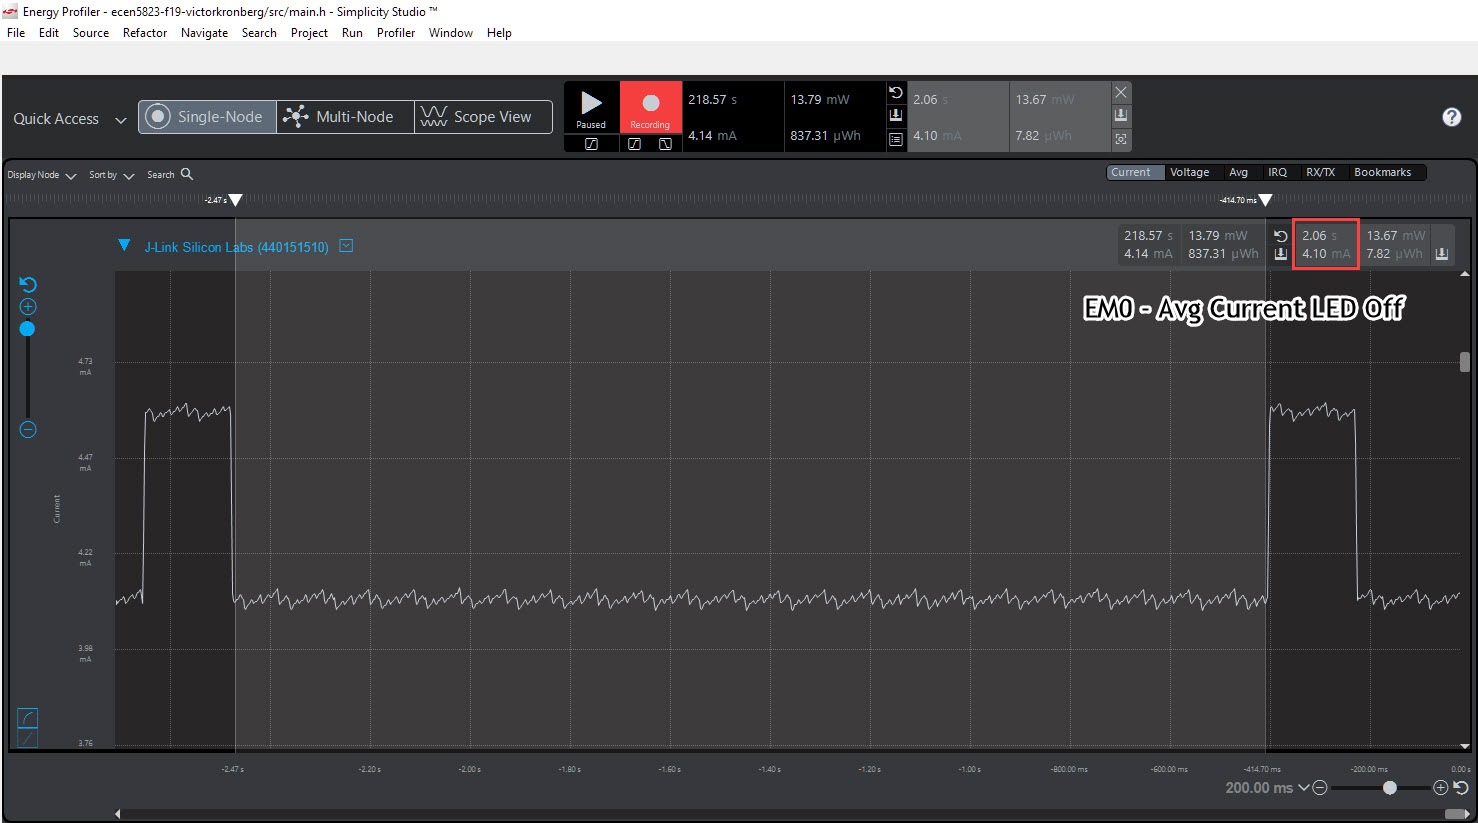 Energy Profiler - ecen5823-f19-victorkronberg/src/main.h - Simplicity Studio ™
File Edit Source Refactor Navigate Search Project Run Profiler Window Help
Quick Access Single-Node Multi-Node Scope View
Paused Recording
218.57 s 13.79 mW 2.06 s 13.67 mW
4.14 mA 837.31 µWh 4.10 mA 7.82 µWh
?
Display Node Sort by Search
Current Voltage Avg IRQ RX/TX Bookmarks
-2.47 s -414.70 ms
J-Link Silicon Labs (440151510)
218.57 s 13.79 mW 2.06 s 13.67 mW
4.14 mA 837.31 µWh 4.10 mA 7.82 µWh
EM0 - Avg Current LED Off
4.73
mA
4.47
mA
Current
4.22
mA
3.98
mA
3.76
-2.47 s -2.20 s -2.00 s -1.80 s -1.60 s -1.40 s -1.20 s -1.00 s -800.00 ms -600.00 ms -414.70 ms -200.00 ms 0.00 s
200.00 ms